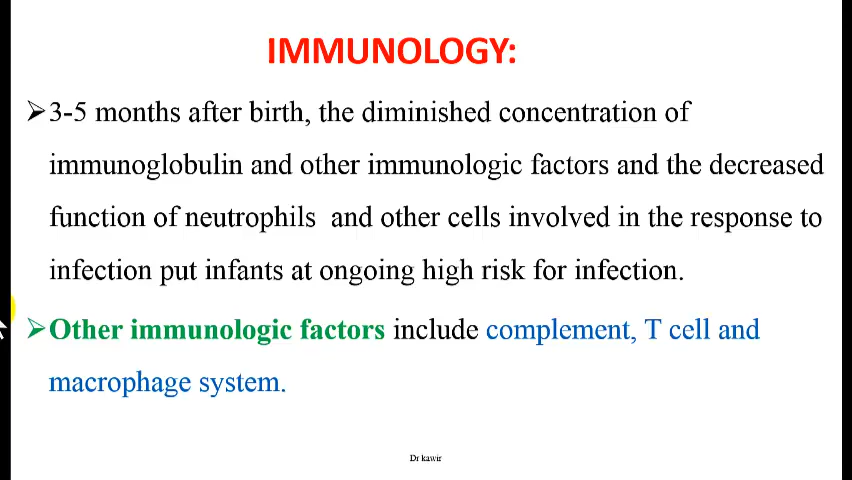 IMMUNOLOGY:
➢3-5 months after birth, the diminished concentration of
immunoglobulin and other immunologic factors and the decreased
function of neutrophils and other cells involved in the response to
infection put infants at ongoing high risk for infection.
➢Other immunologic factors include complement, T cell and
macrophage system.
Dr kawir